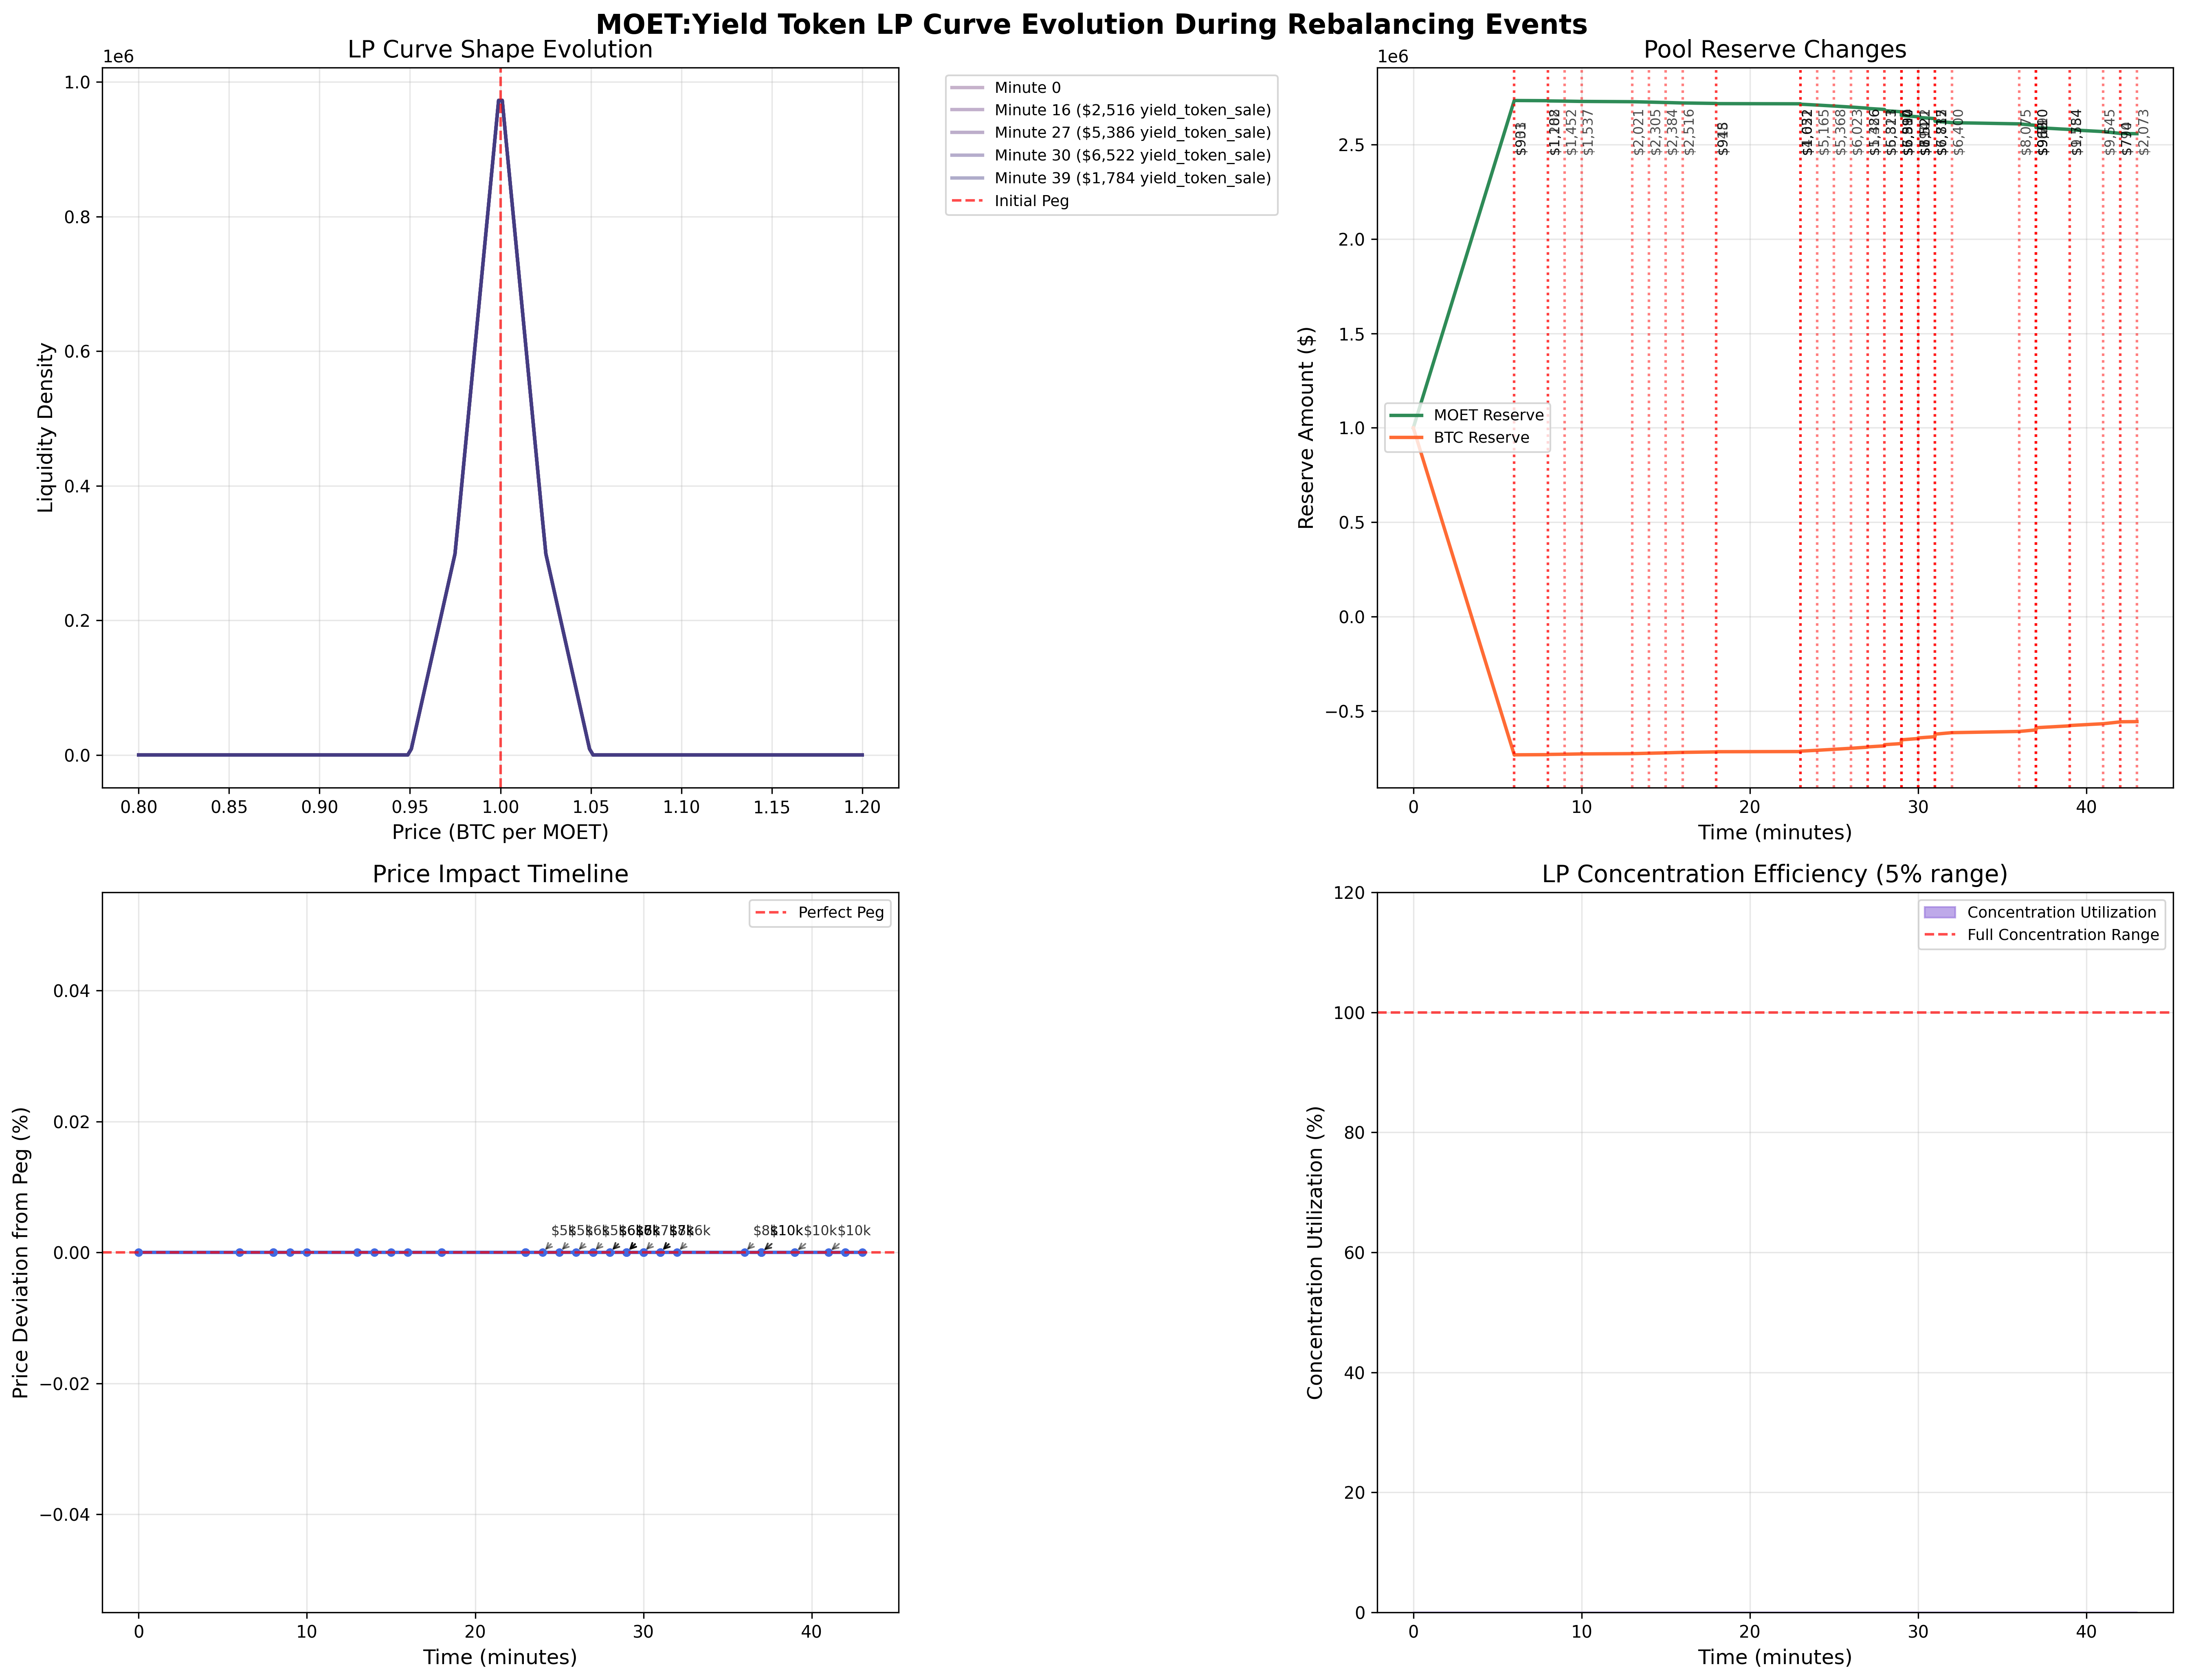 MOET:Yield Token LP Curve Evolution During Rebalancing Events
LP Curve Shape Evolution
1e6
1.0
0.8
0.6
0.4
0.2
0.0
Liquidity Density
0.80 0.85 0.90 0.95 1.00 1.05 1.10 1.15 1.20
Price (BTC per MOET)
Minute 0
Minute 16 ($2,516 yield_token_sale)
Minute 27 ($5,386 yield_token_sale)
Minute 30 ($6,522 yield_token_sale)
Minute 39 ($1,784 yield_token_sale)
Initial Peg
Pool Reserve Changes
1e6
2.5
2.0
1.5
1.0
0.5
0.0
−0.5
Reserve Amount ($)
$1,452
$1,537
$2,021
$2,305
$2,384
$2,516
$5,165
$5,368
$6,023
$6,400
$8,075
$9,545
$2,073
MOET Reserve
BTC Reserve
0 10 20 30 40
Time (minutes)
Price Impact Timeline
0.04
0.02
0.00
−0.02
−0.04
Price Deviation from Peg (%)
Perfect Peg
$10k
$10k
$10k
0 10 20 30 40
Time (minutes)
LP Concentration Efficiency (5% range)
120
100
80
60
40
20
0
Concentration Utilization (%)
Concentration Utilization
Full Concentration Range
0 10 20 30 40
Time (minutes)